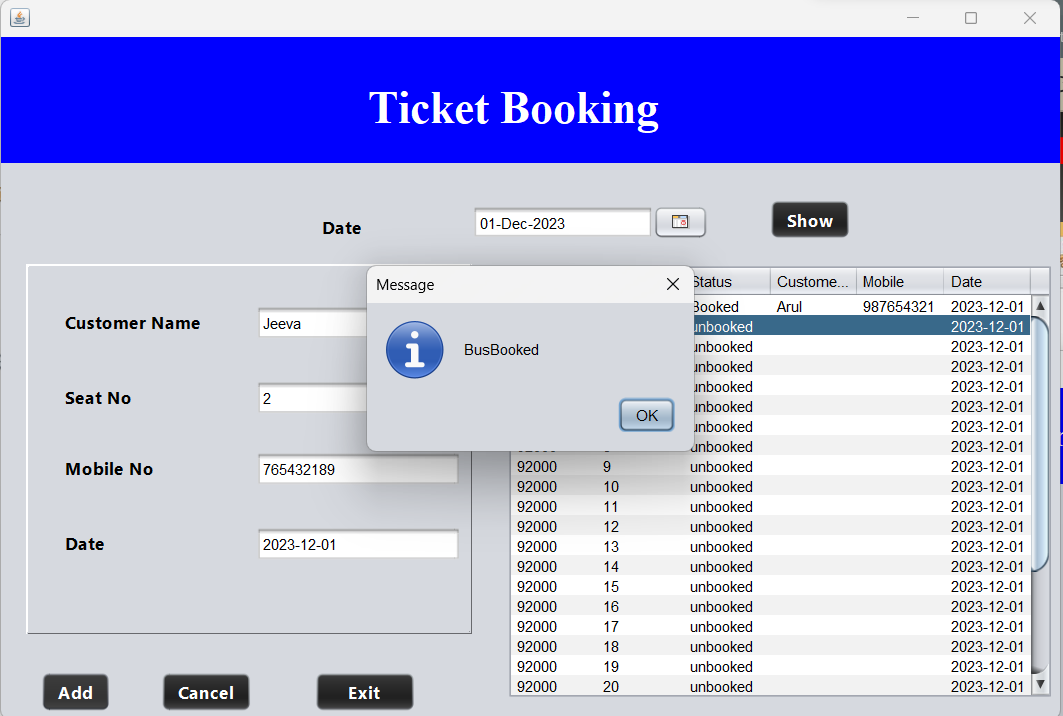 Ticket Booking
Date 01-Dec-2023 Show
Message
BusBooked
OK
Customer Name Jeeva
Seat No 2
Mobile No 765432189
Date 2023-12-01
Add Cancel Exit
Status Custome... Mobile Date
Booked Arul 987654321 2023-12-01
unbooked 2023-12-01
unbooked 2023-12-01
unbooked 2023-12-01
unbooked 2023-12-01
unbooked 2023-12-01
unbooked 2023-12-01
unbooked 2023-12-01
92000 9 unbooked 2023-12-01
92000 10 unbooked 2023-12-01
92000 11 unbooked 2023-12-01
92000 12 unbooked 2023-12-01
92000 13 unbooked 2023-12-01
92000 14 unbooked 2023-12-01
92000 15 unbooked 2023-12-01
92000 16 unbooked 2023-12-01
92000 17 unbooked 2023-12-01
92000 18 unbooked 2023-12-01
92000 19 unbooked 2023-12-01
92000 20 unbooked 2023-12-01